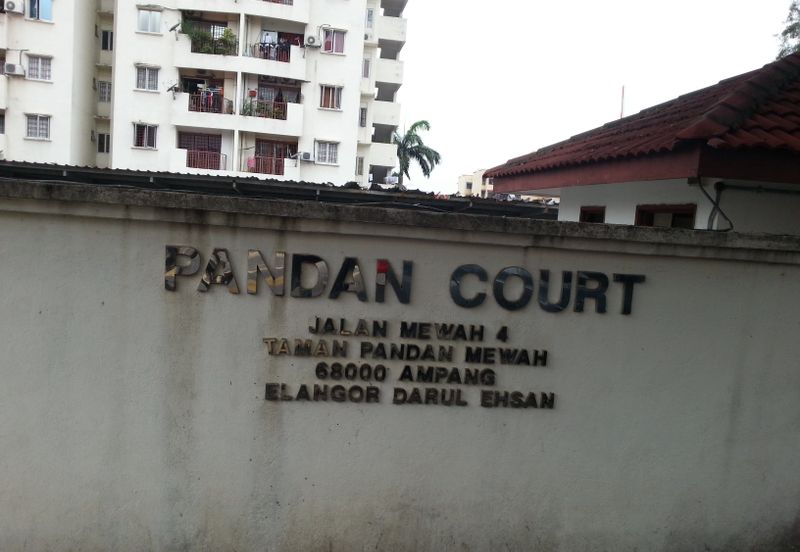 PANDAN COURT
JALAN MEWAH 4
TAMAN PANDAN MEWAH
68000 AMPANG
ELANGOR DARUL EHSAN